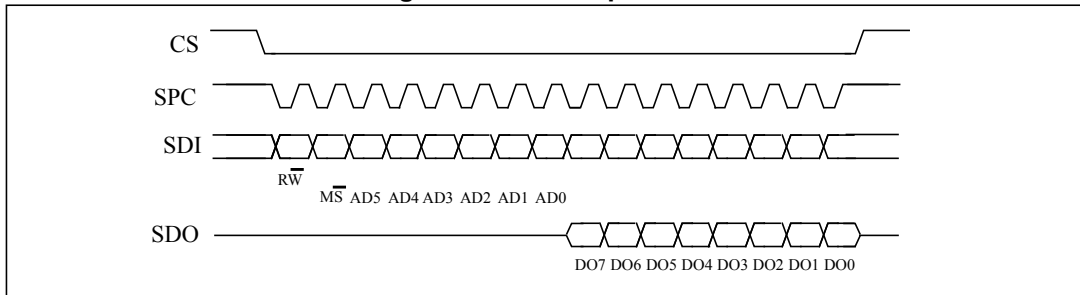 CS
SPC
SDI
RW̅
MS̅ AD5 AD4 AD3 AD2 AD1 AD0
SDO
DO7 DO6 DO5 DO4 DO3 DO2 DO1 DO0